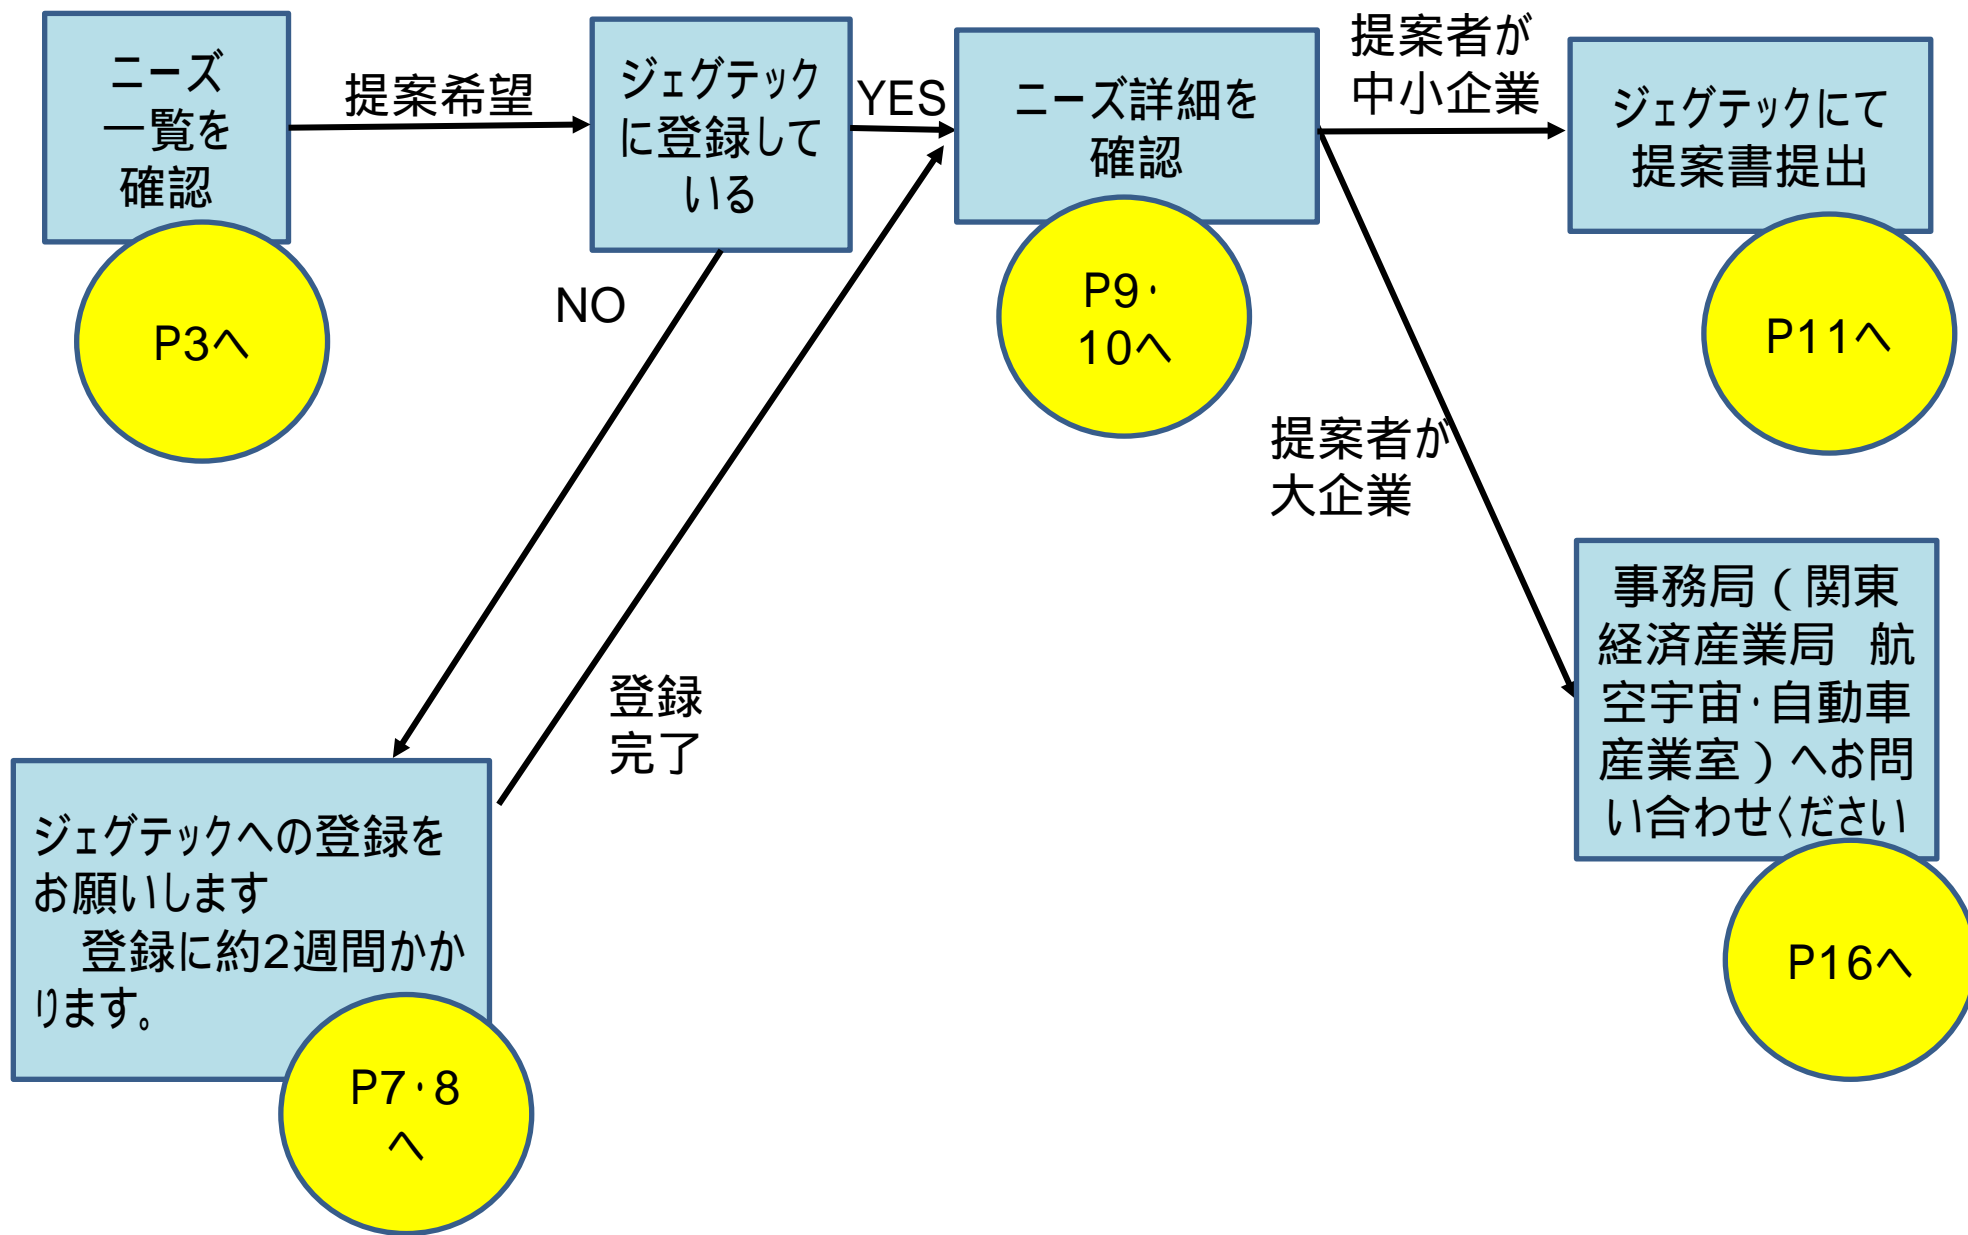 ニーズ
一覧を
確認
P3へ
提案希望
ジェグテック
に登録して
いる
YES
NO
ニーズ詳細を
確認
P9・
10へ
提案者が
中小企業
ジェグテックにて
提案書提出
P11へ
提案者が
大企業
事務局(関東
経済産業局 航
空宇宙・自動車
産業室)へお問
い合わせください
P16へ
登録
完了
ジェグテックへの登録を
お願いします
 登録に約2週間かか
ります。
P7・8
へ